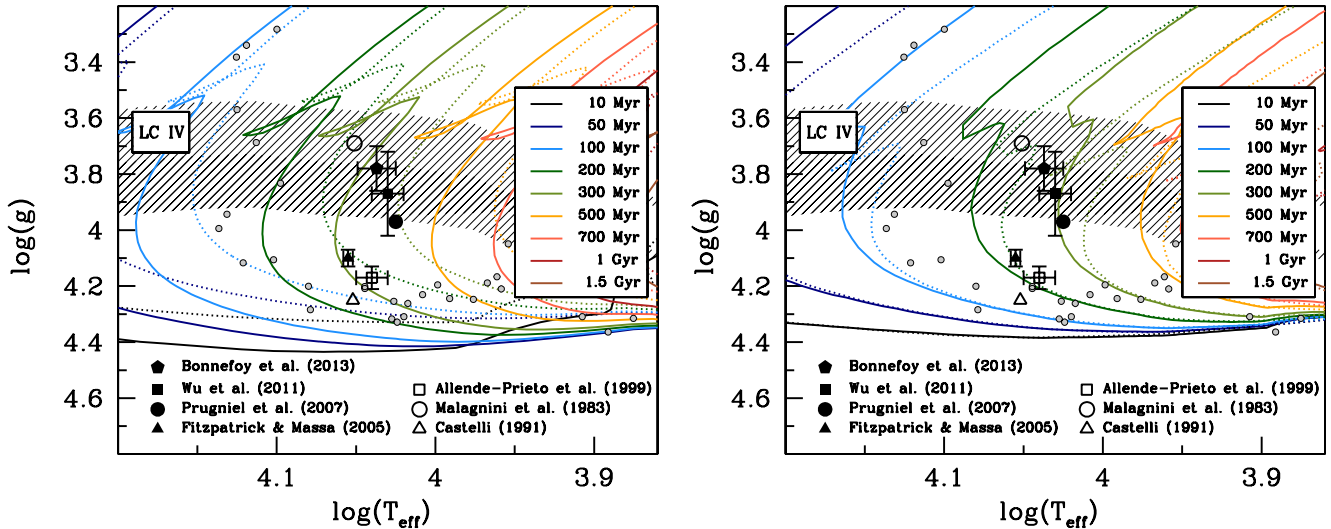 3.4
3.6
3.8
4
4.2
4.4
4.6
log(g)
LC IV
10 Myr
50 Myr
100 Myr
200 Myr
300 Myr
500 Myr
700 Myr
1 Gyr
1.5 Gyr
Bonnefoy et al. (2013)
Wu et al. (2011)
Prugniel et al. (2007)
Fitzpatrick & Massa (2005)
Allende-Prieto et al. (1999)
Malagnini et al. (1983)
Castelli (1991)
4.1
4
3.9
log(Teff)
3.4
3.6
3.8
4
4.2
4.4
4.6
log(g)
LC IV
10 Myr
50 Myr
100 Myr
200 Myr
300 Myr
500 Myr
700 Myr
1 Gyr
1.5 Gyr
Bonnefoy et al. (2013)
Wu et al. (2011)
Prugniel et al. (2007)
Fitzpatrick & Massa (2005)
Allende-Prieto et al. (1999)
Malagnini et al. (1983)
Castelli (1991)
4.1
4
3.9
log(Teff)